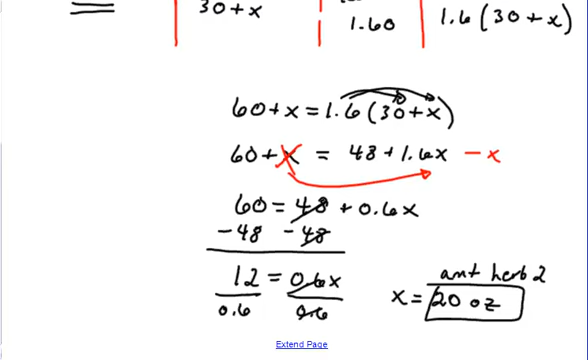 30+x 1.60 1.6(30+x)
60+x = 1.6(30+x)
60+x = 48+1.6x -x
60 = 48 + 0.6x
-48 -48
12 = 0.6x
0.6 0.6
amt herb 2
x = 20 oz
Extend Page